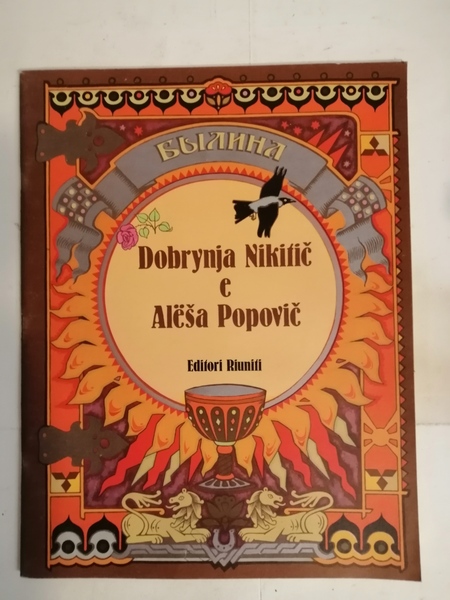 БЫЛИНА
Dobrynja Nikitič
e
Alëša Popovič
Editori Riuniti